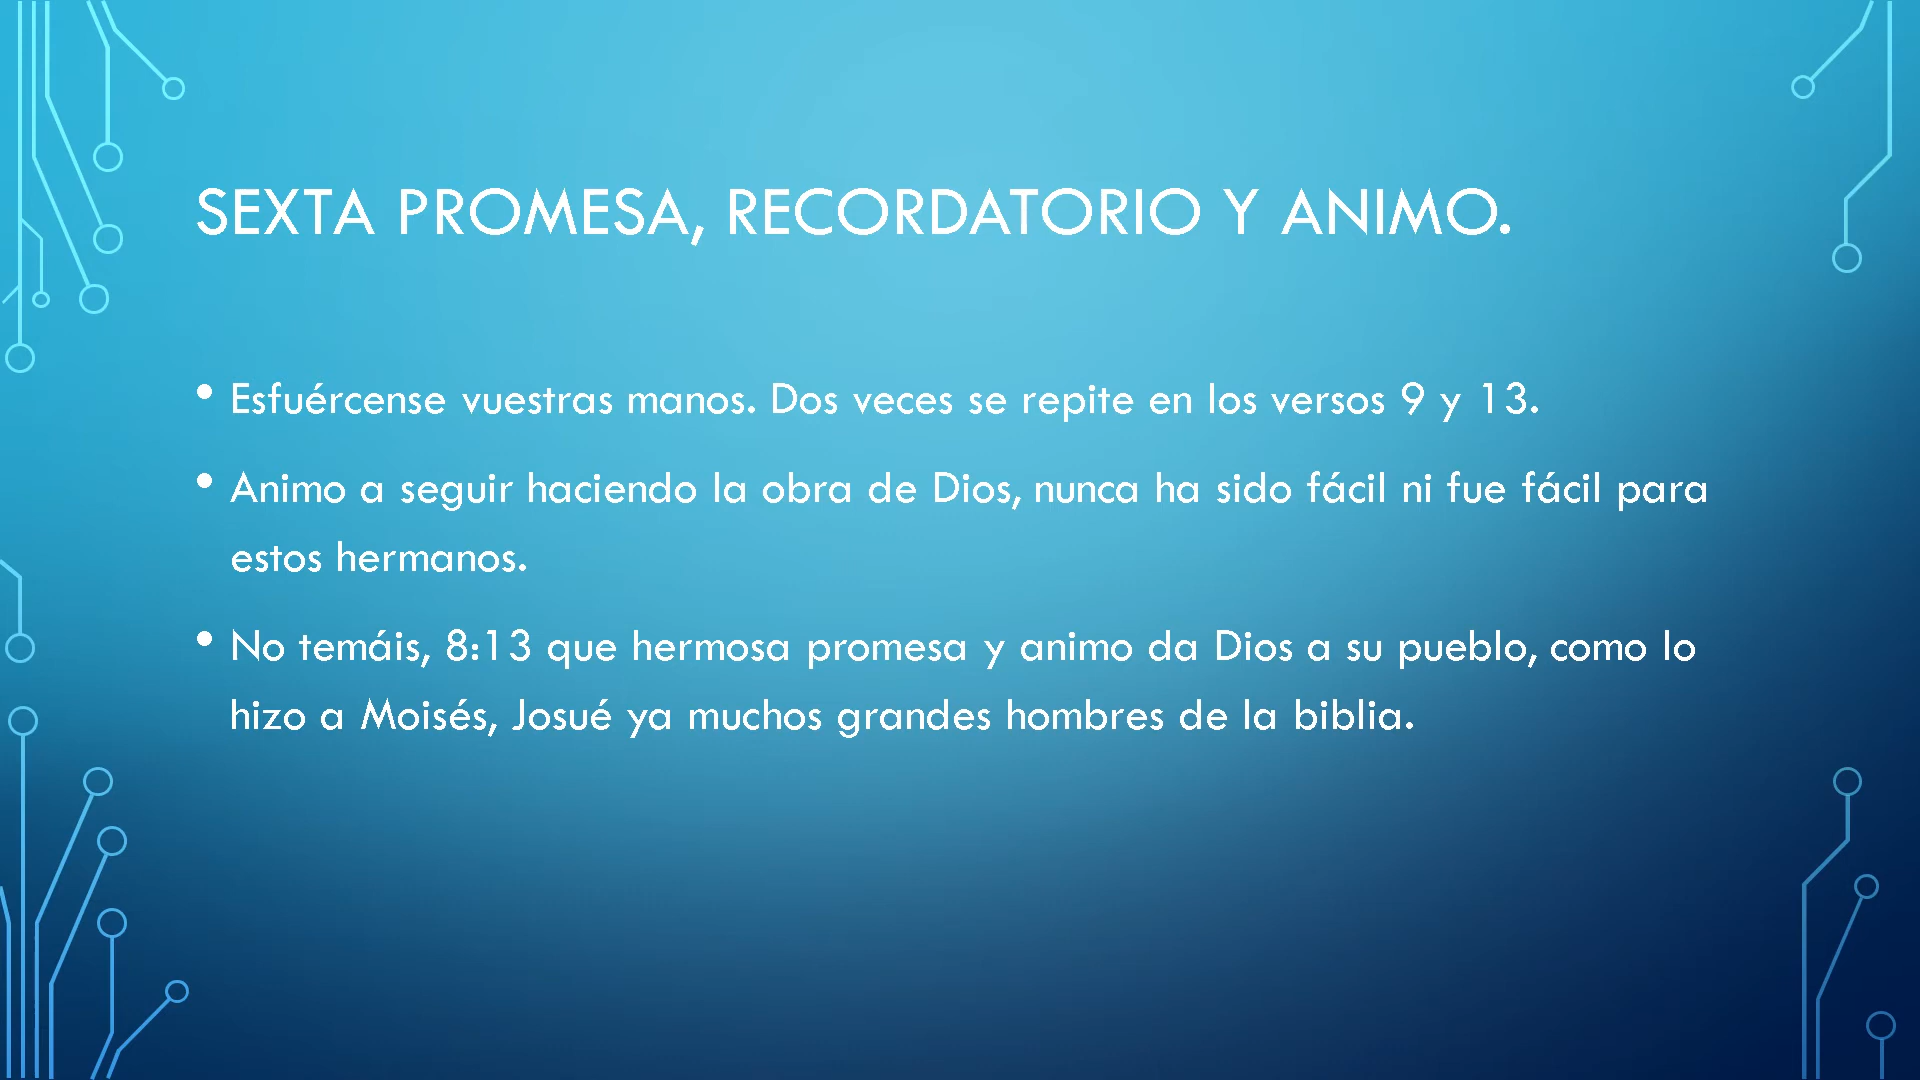 SEXTA PROMESA, RECORDATORIO Y ANIMO.
• Esfuércense vuestras manos. Dos veces se repite en los versos 9 y 13.
• Animo a seguir haciendo la obra de Dios, nunca ha sido fácil ni fue fácil para
estos hermanos.
• No temáis, 8:13 que hermosa promesa y animo da Dios a su pueblo, como lo
hizo a Moisés, Josué ya muchos grandes hombres de la biblia.